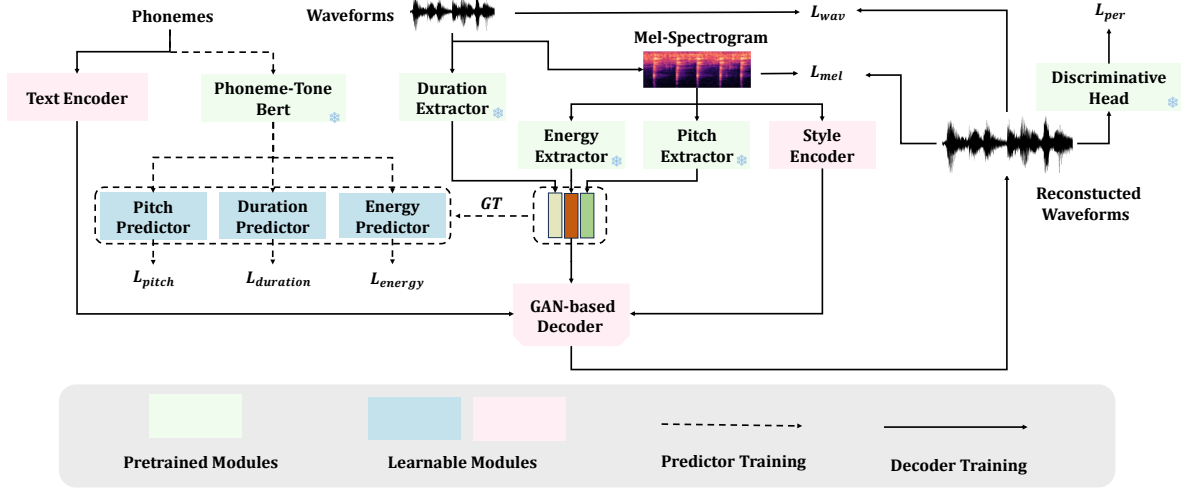 Phonemes
Waveforms
L_wav
L_per
Mel-Spectrogram
L_mel
Text Encoder
Phoneme-Tone
Bert
Duration
Extractor
Discriminative
Head
Energy
Extractor
Pitch
Extractor
Style
Encoder
Reconstucted
Waveforms
Pitch
Predictor
Duration
Predictor
Energy
Predictor
GT
L_pitch
L_duration
L_energy
GAN-based
Decoder
Pretrained Modules
Learnable Modules
Predictor Training
Decoder Training